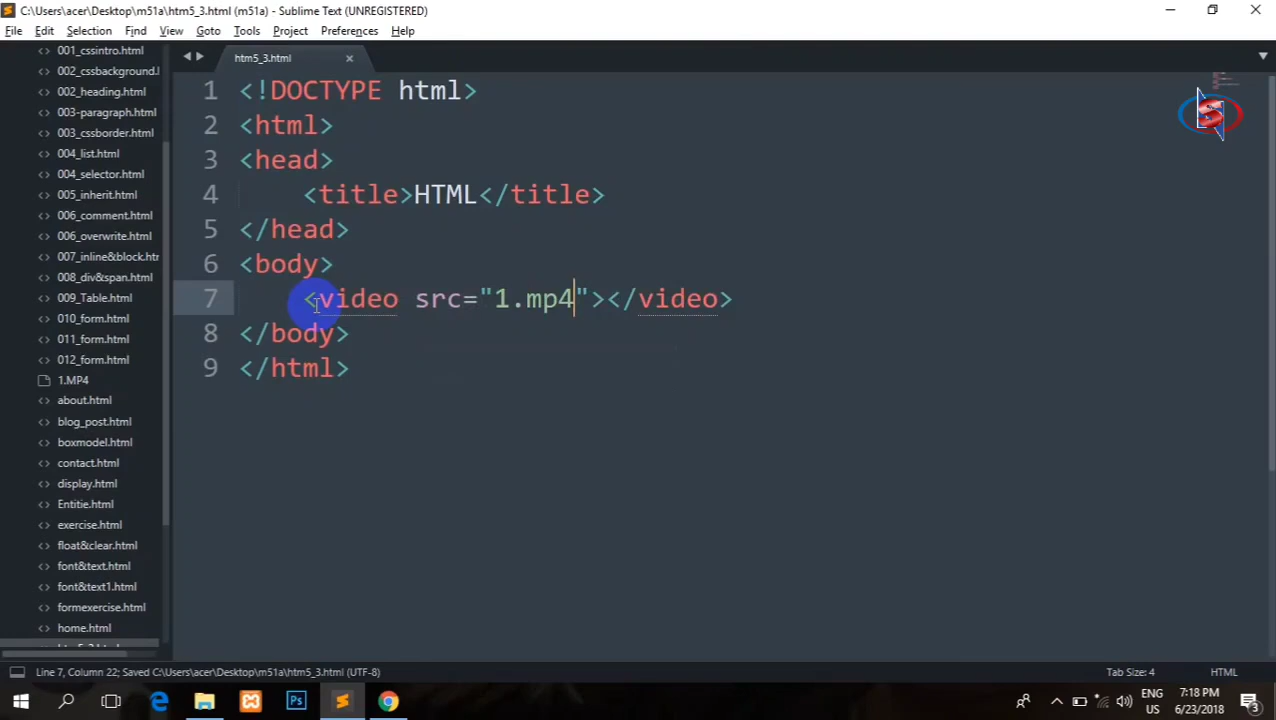 C:\Users\acer\Desktop\m51a\htm5_3.html (m51a) - Sublime Text (UNREGISTERED)
File Edit Selection Find View Goto Tools Project Preferences Help
001_cssintro.html
002_cssbackground.l
002_heading.html
003-paragraph.html
003_cssborder.html
004_list.html
004_selector.html
005_inherit.html
006_comment.html
006_overwrite.html
007_inline&block.htr
008_div&span.html
009_Table.html
010_form.html
011_form.html
012_form.html
1.MP4
about.html
blog_post.html
boxmodel.html
contact.html
display.html
Entitie.html
exercise.html
float&clear.html
font&text.html
font&text1.html
formexercise.html
home.html
htm5_3.html
1 <!DOCTYPE html>
2 <html>
3 <head>
4 <title>HTML</title>
5 </head>
6 <body>
7 <video src="1.mp4"></video>
8 </body>
9 </html>
Line 7, Column 22; Saved C:\Users\acer\Desktop\m51a\htm5_3.html (UTF-8)
Tab Size: 4
HTML
ENG
US
7:18 PM
6/23/2018
3